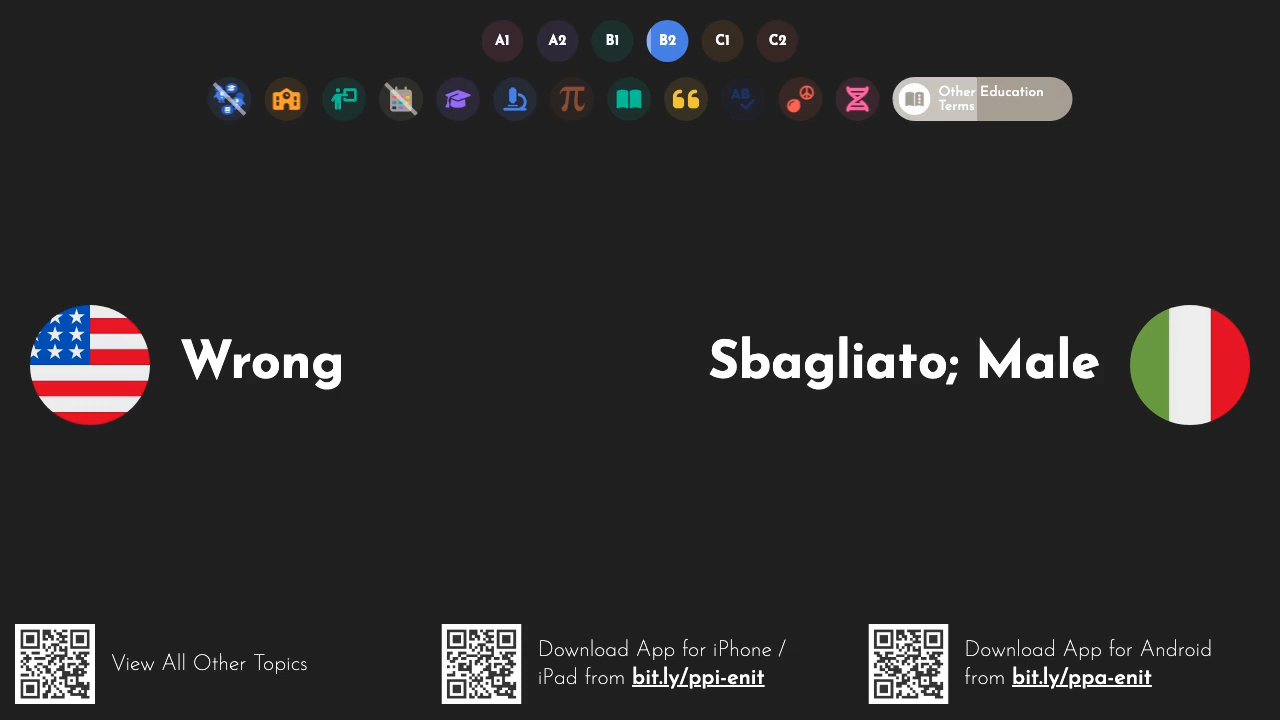 A1 A2 B1 B2 C1 C2
AB
Other Education
Terms
Wrong
Sbagliato; Male
View All Other Topics
Download App for iPhone /
iPad from bit.ly/ppi-enit
Download App for Android
from bit.ly/ppa-enit